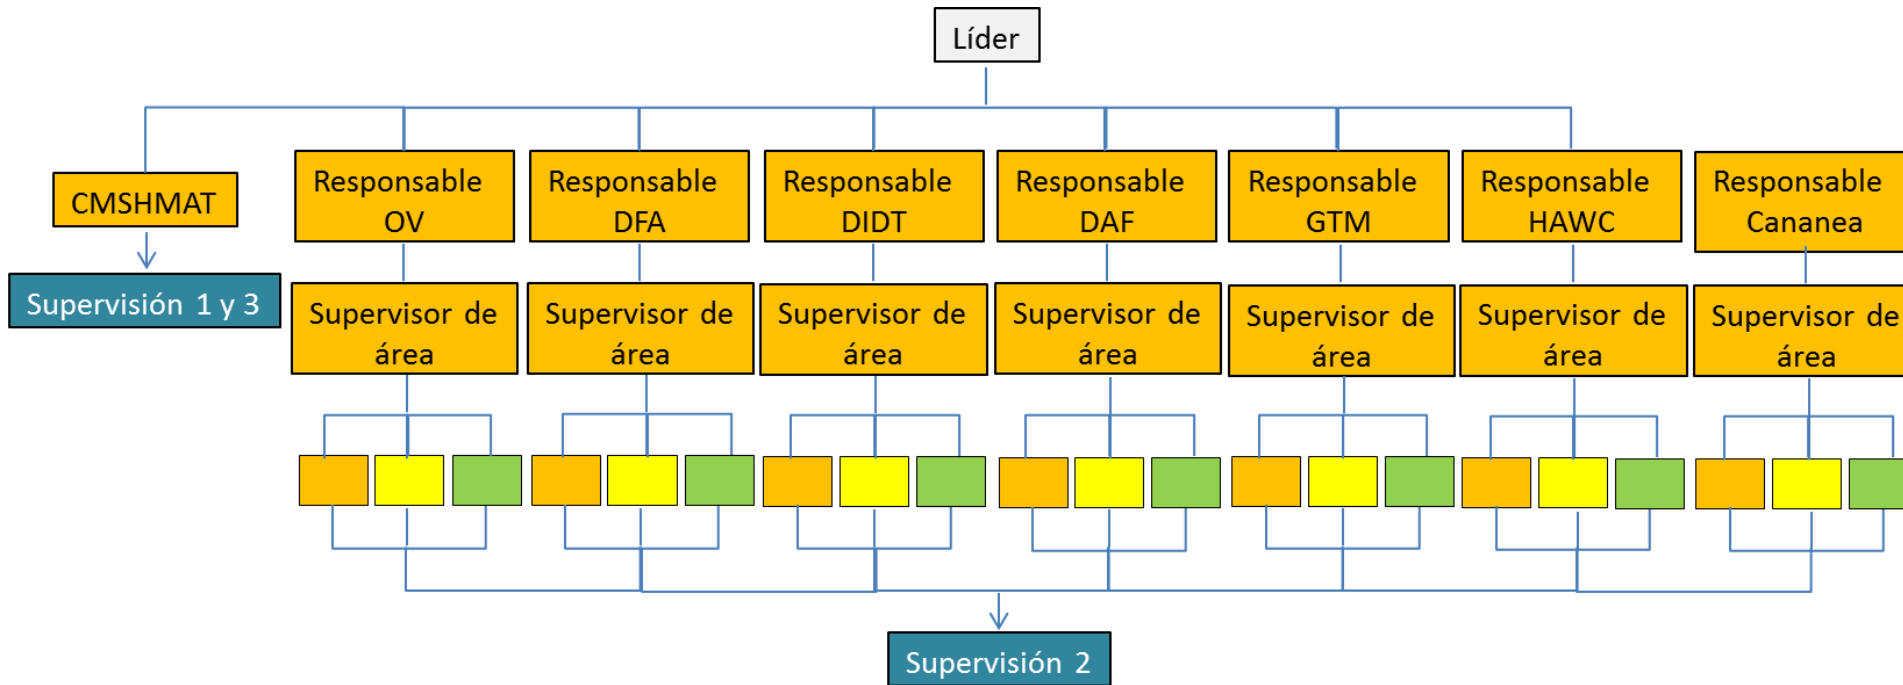 Líder
CMSHMAT
Supervisión 1 y 3
Responsable
OV
Responsable
DFA
Responsable
DIDT
Responsable
DAF
Responsable
GTM
Responsable
HAWC
Responsable
Cananea
Supervisor de
área
Supervisor de
área
Supervisor de
área
Supervisor de
área
Supervisor de
área
Supervisor de
área
Supervisor de
área
Supervisión 2